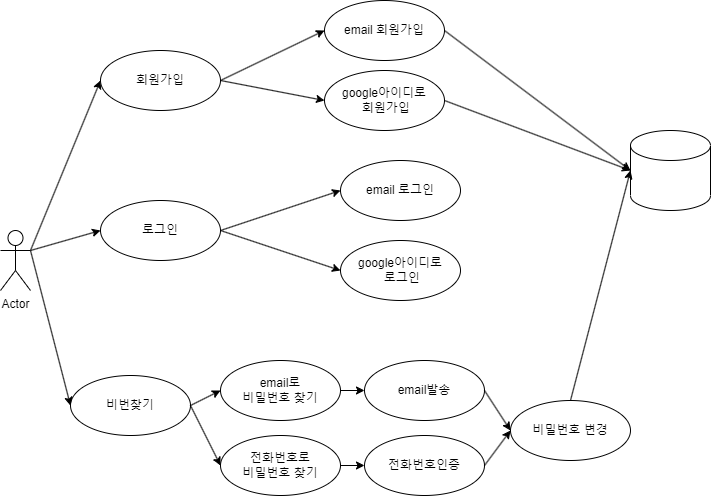 email 회원가입
회원가입
google아이디로
회원가입
email 로그인
로그인
google아이디로
로그인
Actor
email로
비밀번호 찾기
email발송
비번찾기
비밀번호 변경
전화번호로
비밀번호 찾기
전화번호인증